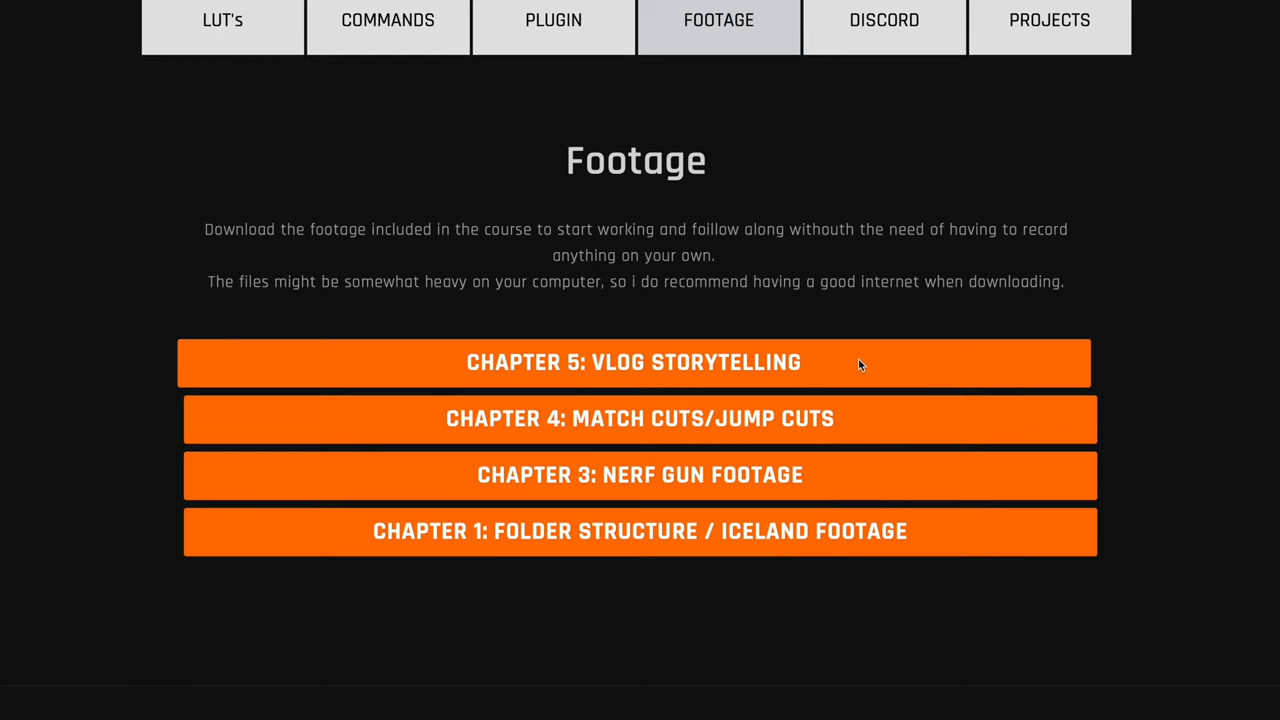 LUT's
COMMANDS
PLUGIN
FOOTAGE
DISCORD
PROJECTS
Footage
Download the footage included in the course to start working and foillow along withouth the need of having to record
anything on your own.
The files might be somewhat heavy on your computer, so i do recommend having a good internet when downloading.
CHAPTER 5: VLOG STORYTELLING
CHAPTER 4: MATCH CUTS/JUMP CUTS
CHAPTER 3: NERF GUN FOOTAGE
CHAPTER 1: FOLDER STRUCTURE / ICELAND FOOTAGE